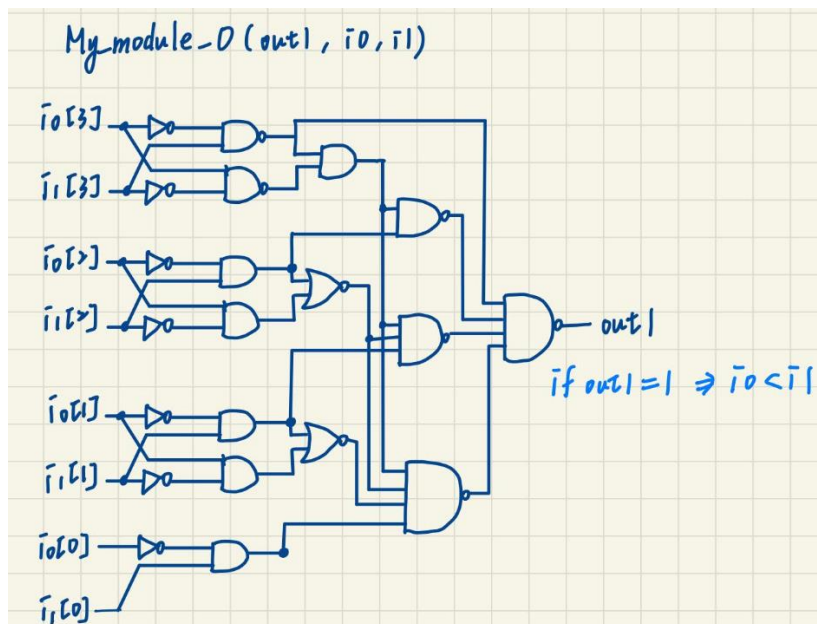 My_module_0 (out1, i0, i1)
i0[3]
i1[3]
i0[2]
i1[2]
out1
if out1=1 ⇒ i0<i1
i0[1]
i1[1]
i0[0]
i1[0]